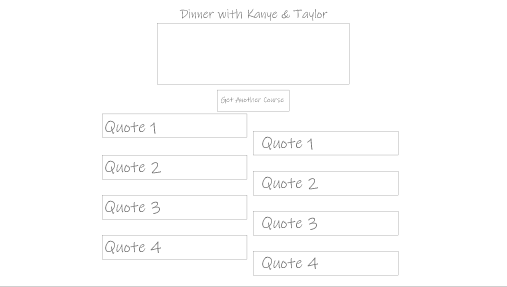 Dinner with Kanye & Taylor
Get Another Course
Quote 1
Quote 1
Quote 2
Quote 2
Quote 3
Quote 3
Quote 4
Quote 4